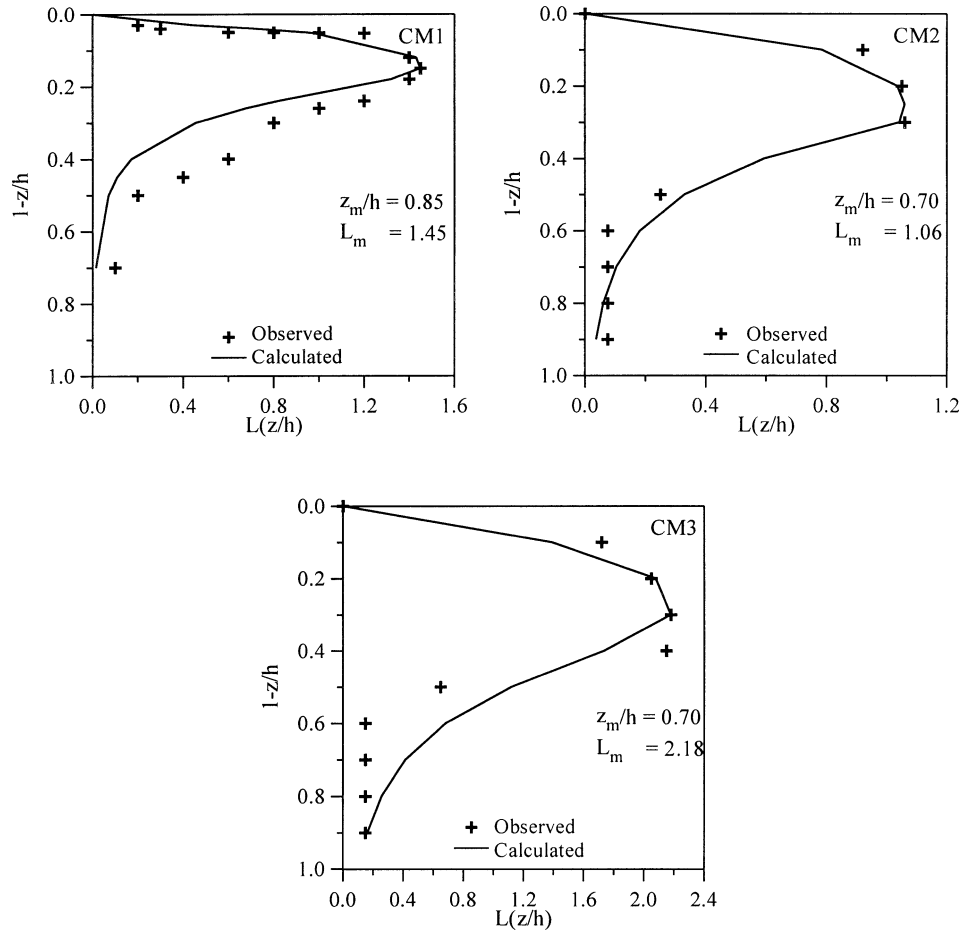 CM1
0.0
0.2
0.4
0.6
0.8
1.0
1-z/h
z_m/h = 0.85
L_m = 1.45
Observed
Calculated
0.0 0.4 0.8 1.2 1.6
L(z/h)
CM2
0.0
0.2
0.4
0.6
0.8
1.0
1-z/h
z_m/h = 0.70
L_m = 1.06
Observed
Calculated
0.0 0.4 0.8 1.2
L(z/h)
CM3
0.0
0.2
0.4
0.6
0.8
1.0
1-z/h
z_m/h = 0.70
L_m = 2.18
Observed
Calculated
0.0 0.4 0.8 1.2 1.6 2.0 2.4
L(z/h)